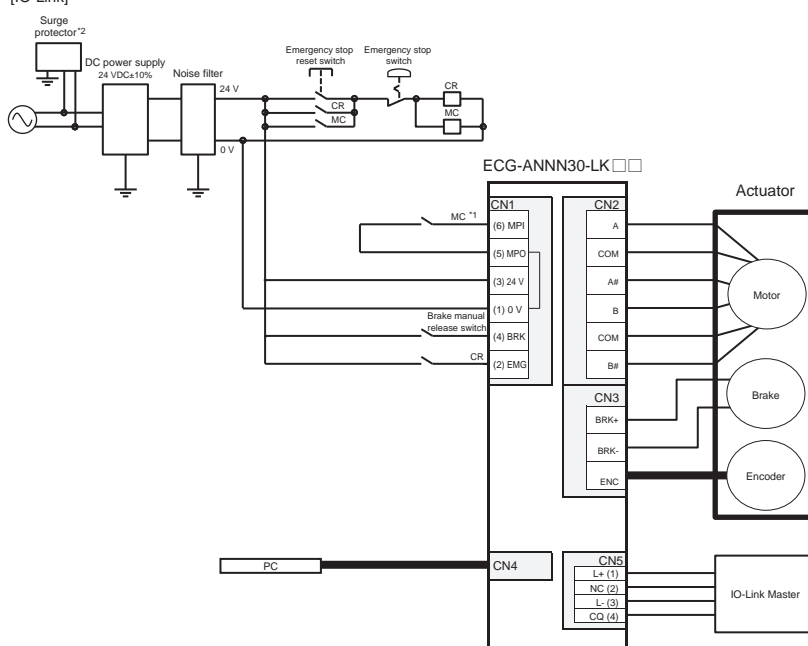 [IO-Link]
Surge
protector*2
DC power supply
24 VDC±10%
Noise filter
24 V
0 V
Emergency stop
reset switch
Emergency stop
switch
CR
MC
CR
MC
ECG-ANNN30-LK□□
Actuator
CN1
MC *1
(6) MPI
(5) MPO
(3) 24 V
(1) 0 V
Brake manual
release switch
(4) BRK
CR
(2) EMG
CN2
A
COM
A#
B
COM
B#
Motor
CN3
BRK+
BRK-
ENC
Brake
Encoder
PC
CN4
CN5
L+ (1)
NC (2)
L- (3)
CQ (4)
IO-Link Master